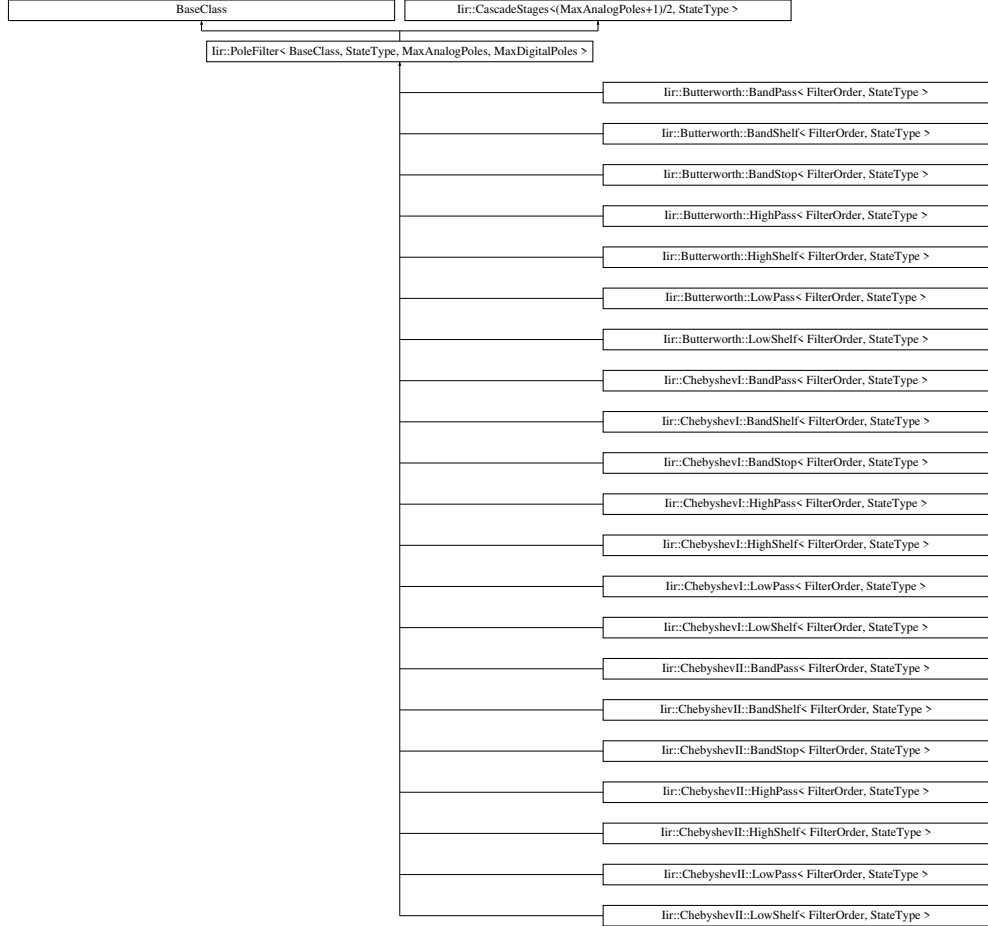 BaseClass
Iir::CascadeStages<(MaxAnalogPoles+1)/2, StateType >
Iir::PoleFilter< BaseClass, StateType, MaxAnalogPoles, MaxDigitalPoles >
Iir::Butterworth::BandPass< FilterOrder, StateType >
Iir::Butterworth::BandShelf< FilterOrder, StateType >
Iir::Butterworth::BandStop< FilterOrder, StateType >
Iir::Butterworth::HighPass< FilterOrder, StateType >
Iir::Butterworth::HighShelf< FilterOrder, StateType >
Iir::Butterworth::LowPass< FilterOrder, StateType >
Iir::Butterworth::LowShelf< FilterOrder, StateType >
Iir::ChebyshevI::BandPass< FilterOrder, StateType >
Iir::ChebyshevI::BandShelf< FilterOrder, StateType >
Iir::ChebyshevI::BandStop< FilterOrder, StateType >
Iir::ChebyshevI::HighPass< FilterOrder, StateType >
Iir::ChebyshevI::HighShelf< FilterOrder, StateType >
Iir::ChebyshevI::LowPass< FilterOrder, StateType >
Iir::ChebyshevI::LowShelf< FilterOrder, StateType >
Iir::ChebyshevII::BandPass< FilterOrder, StateType >
Iir::ChebyshevII::BandShelf< FilterOrder, StateType >
Iir::ChebyshevII::BandStop< FilterOrder, StateType >
Iir::ChebyshevII::HighPass< FilterOrder, StateType >
Iir::ChebyshevII::HighShelf< FilterOrder, StateType >
Iir::ChebyshevII::LowPass< FilterOrder, StateType >
Iir::ChebyshevII::LowShelf< FilterOrder, StateType >